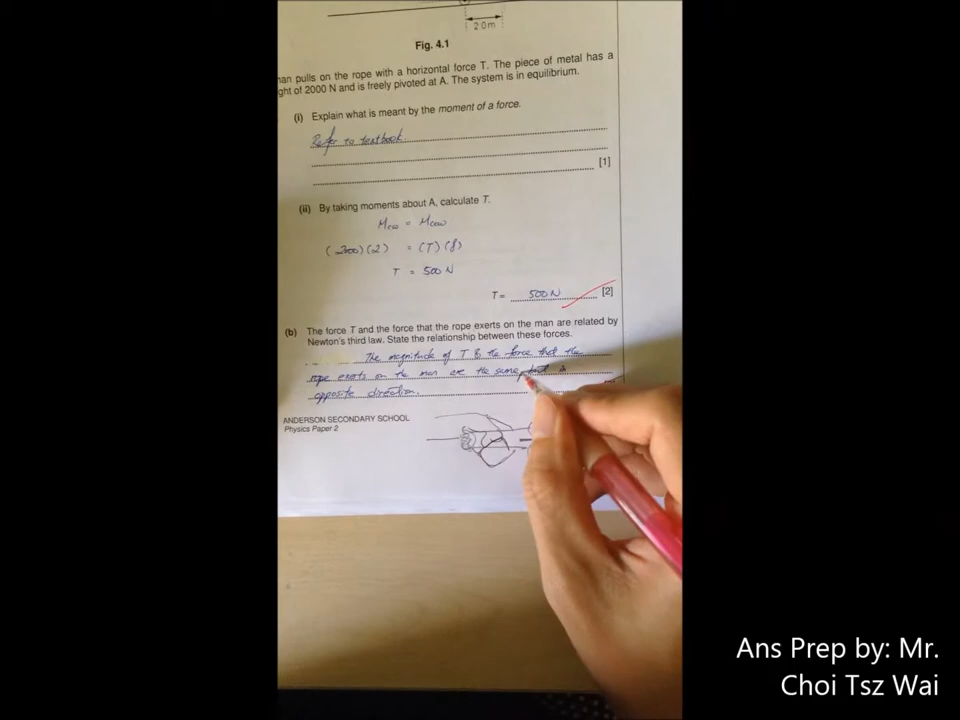 2.0m
Fig. 4.1
man pulls on the rope with a horizontal force T. The piece of metal has a
ght of 2000 N and is freely pivoted at A. The system is in equilibrium.
(i) Explain what is meant by the moment of a force.
Refer to textbook.
[1]
(ii) By taking moments about A, calculate T.
Mcw = Mccw
(2000)(2) = (T)(8)
T = 500 N
T = 500 N [2]
(b) The force T and the force that the rope exerts on the man are related by
Newton's third law. State the relationship between these forces.
The magnitude of T & the force that the
rope exerts on the man are the same, but
opposite direction.
ANDERSON SECONDARY SCHOOL
Physics Paper 2
Ans Prep by: Mr.
Choi Tsz Wai